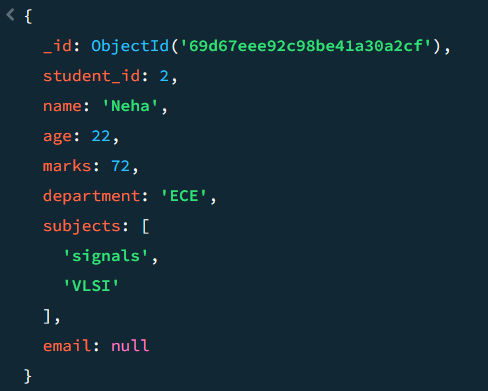 {
_id: ObjectId('69d67eee92c98be41a30a2cf'),
student_id: 2,
name: 'Neha',
age: 22,
marks: 72,
department: 'ECE',
subjects: [
'signals',
'VLSI'
],
email: null
}